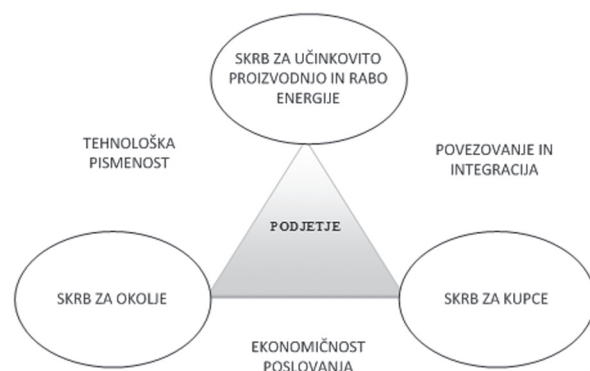 SKRB ZA UČINKOVITO
PROIZVODNJO IN RABO
ENERGIJE
TEHNOLOŠKA
PISMENOST
POVEZOVANJE IN
INTEGRACIJA
PODJETJE
SKRB ZA OKOLJE
SKRB ZA KUPCE
EKONOMIČNOST
POSLOVANJA